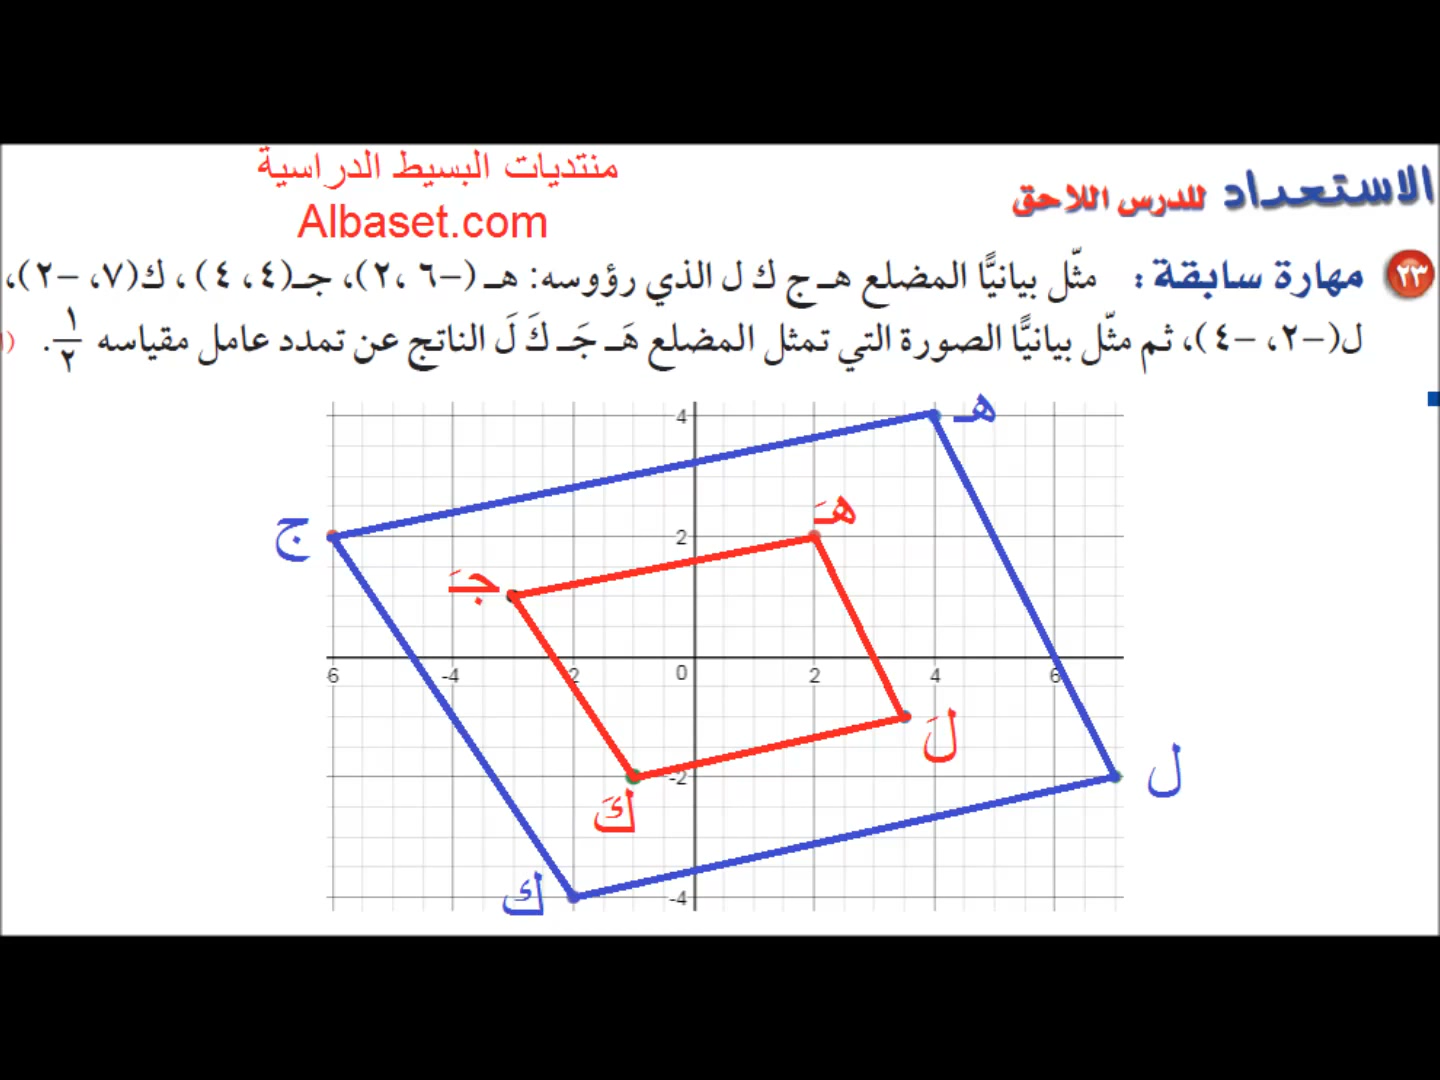 منتديات البسيط الدراسية
Albaset.com
الاستعداد للدرس اللاحق
٢٣ مهارة سابقة : مثّل بيانيًّا المضلع هـ ج ك ل الذي رؤوسه: هـ (−٦ ،٢)، جـ(٤، ٤) ، ك(٧، −٢)،
ل(−٢، −٤)، ثم مثّل بيانيًّا الصورة التي تمثل المضلع هَـ جَـ كَ لَ الناتج عن تمدد عامل مقياسه ١/٢.
4 هـ
هـَ
ج 2
جـَ
-6 -4 -2 0 2 4 6
لَ
-2 ل
كَ
ك -4